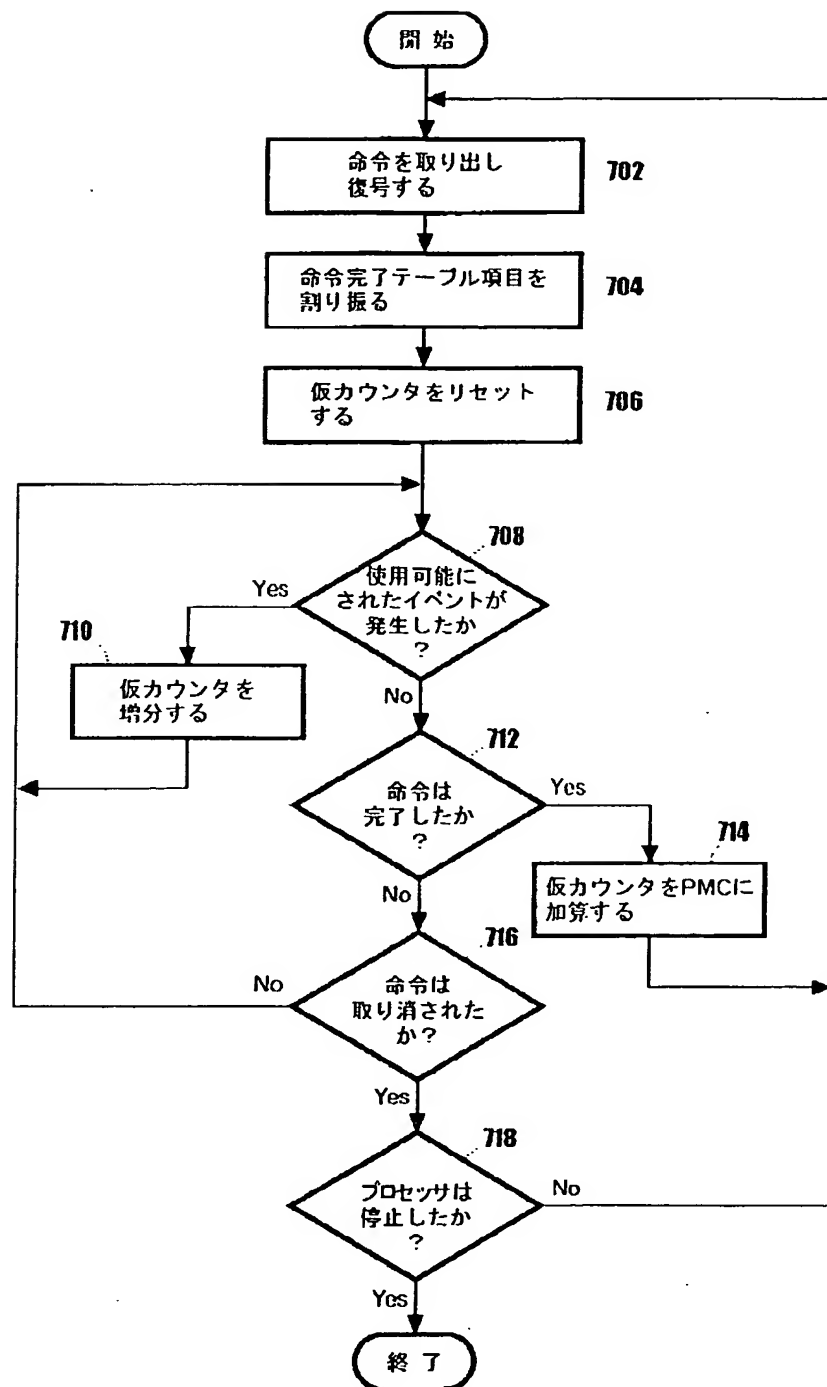 開始
命令を取り出し
復号する
702
命令完了テーブル項目を
割り振る
704
仮カウンタをリセット
する
706
708
使用可能に
されたイベントが
発生したか
?
Yes
No
710
仮カウンタを
増分する
712
命令は
完了したか
?
Yes
No
714
仮カウンタをPMCに
加算する
716
命令は
取り消された
か?
No
Yes
718
プロセッサは
停止したか
?
No
Yes
終了